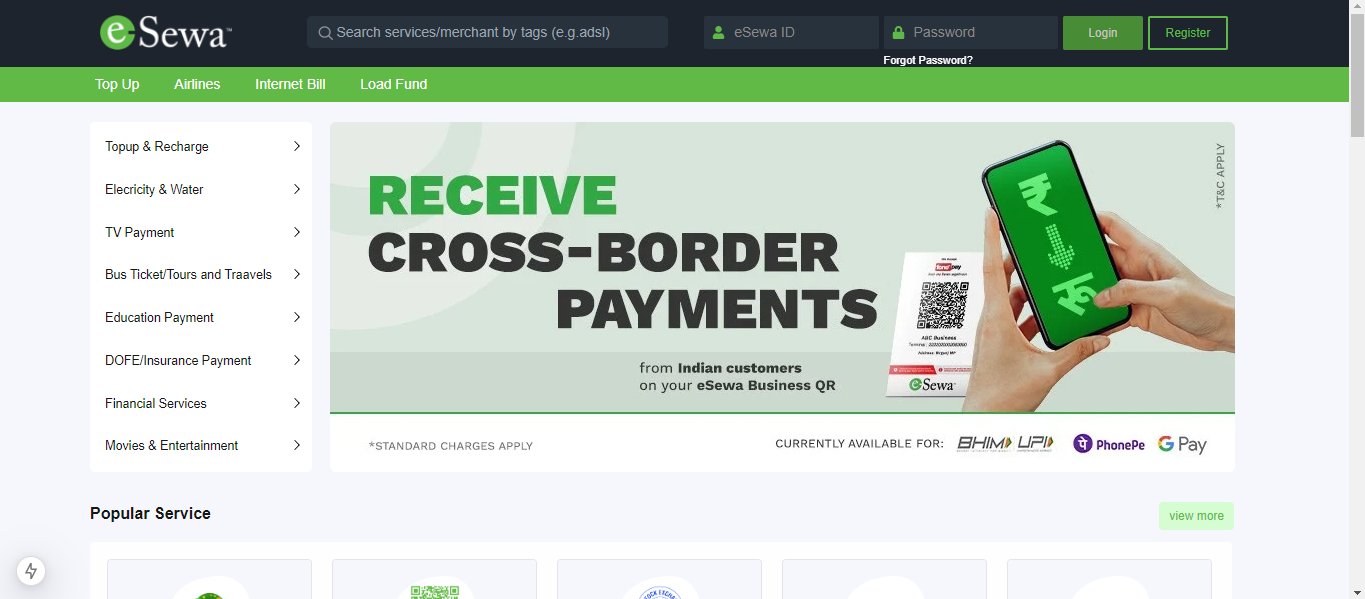 eSewa™
Search services/merchant by tags (e.g.adsl)
eSewa ID
Password
Login
Register
Forgot Password?
Top Up
Airlines
Internet Bill
Load Fund
Topup & Recharge
Elecricity & Water
TV Payment
Bus Ticket/Tours and Traavels
Education Payment
DOFE/Insurance Payment
Financial Services
Movies & Entertainment
RECEIVE
CROSS-BORDER
PAYMENTS
from Indian customers
on your eSewa Business QR
*T&C APPLY
₹
रू
fonepay
ABC Business
eSewa
*STANDARD CHARGES APPLY
CURRENTLY AVAILABLE FOR:
BHIM
UPI
PhonePe
G Pay
Popular Service
view more